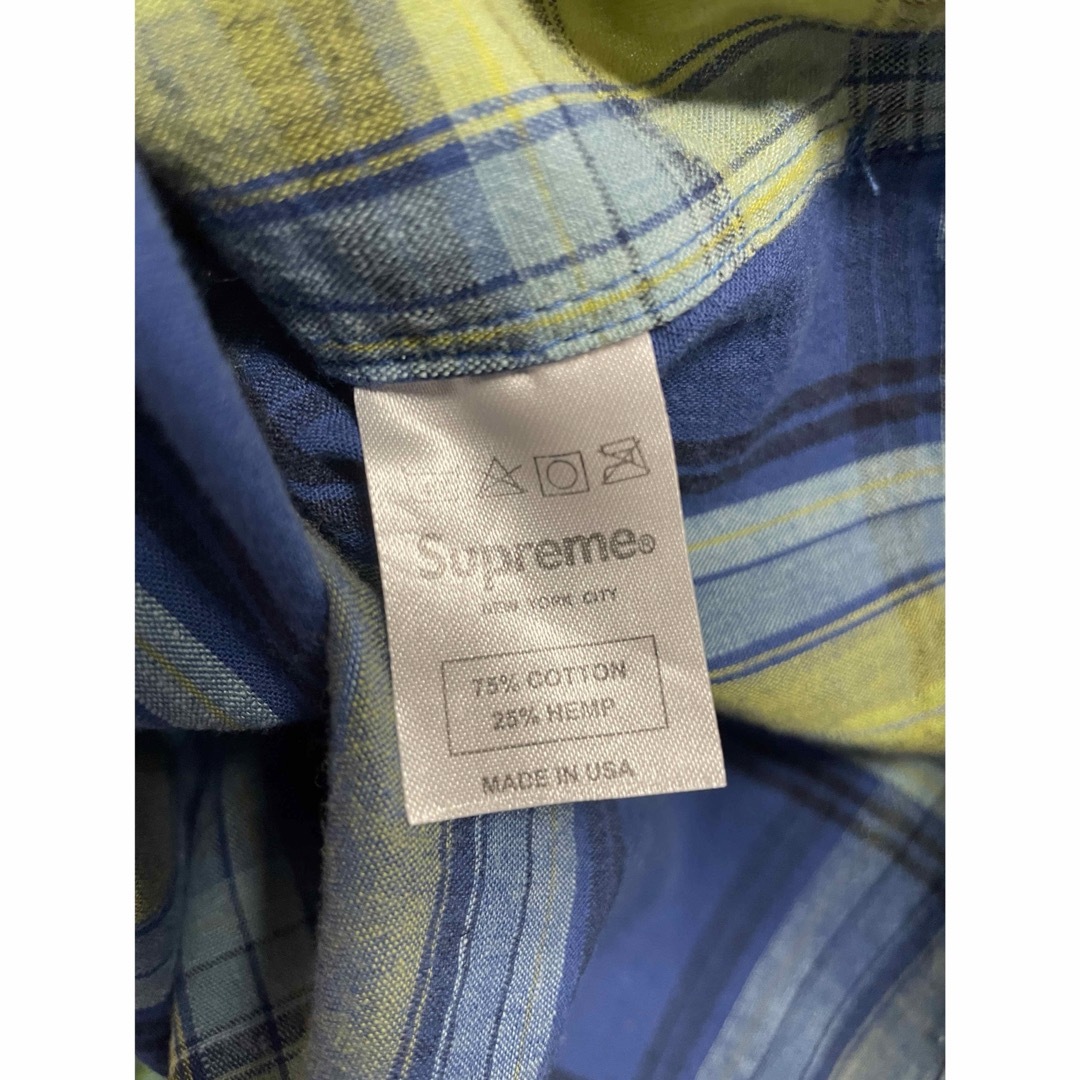 Supreme®
NEW YORK CITY
75% COTTON
25% HEMP
MADE IN USA